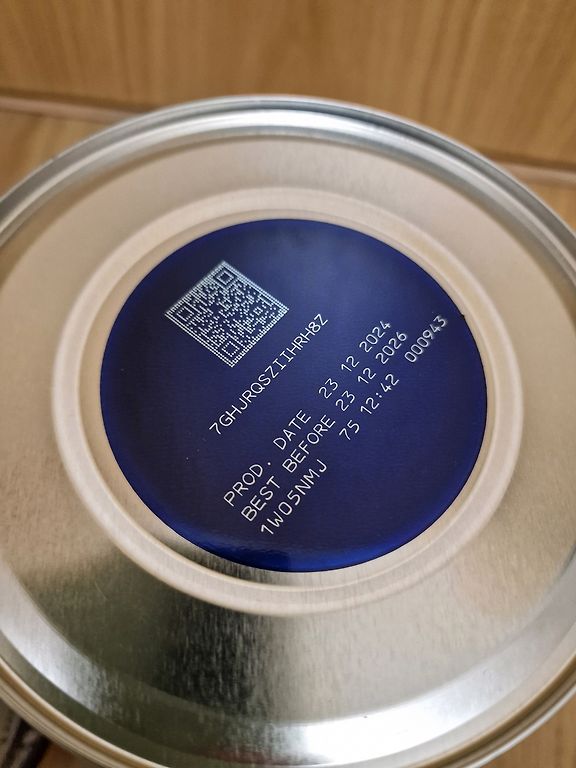 7GHJRQSZIIHRH8Z
PROD. DATE 23 12 2024
BEST BEFORE 23 12 2026
1W05NMJ 75 12:42 000943